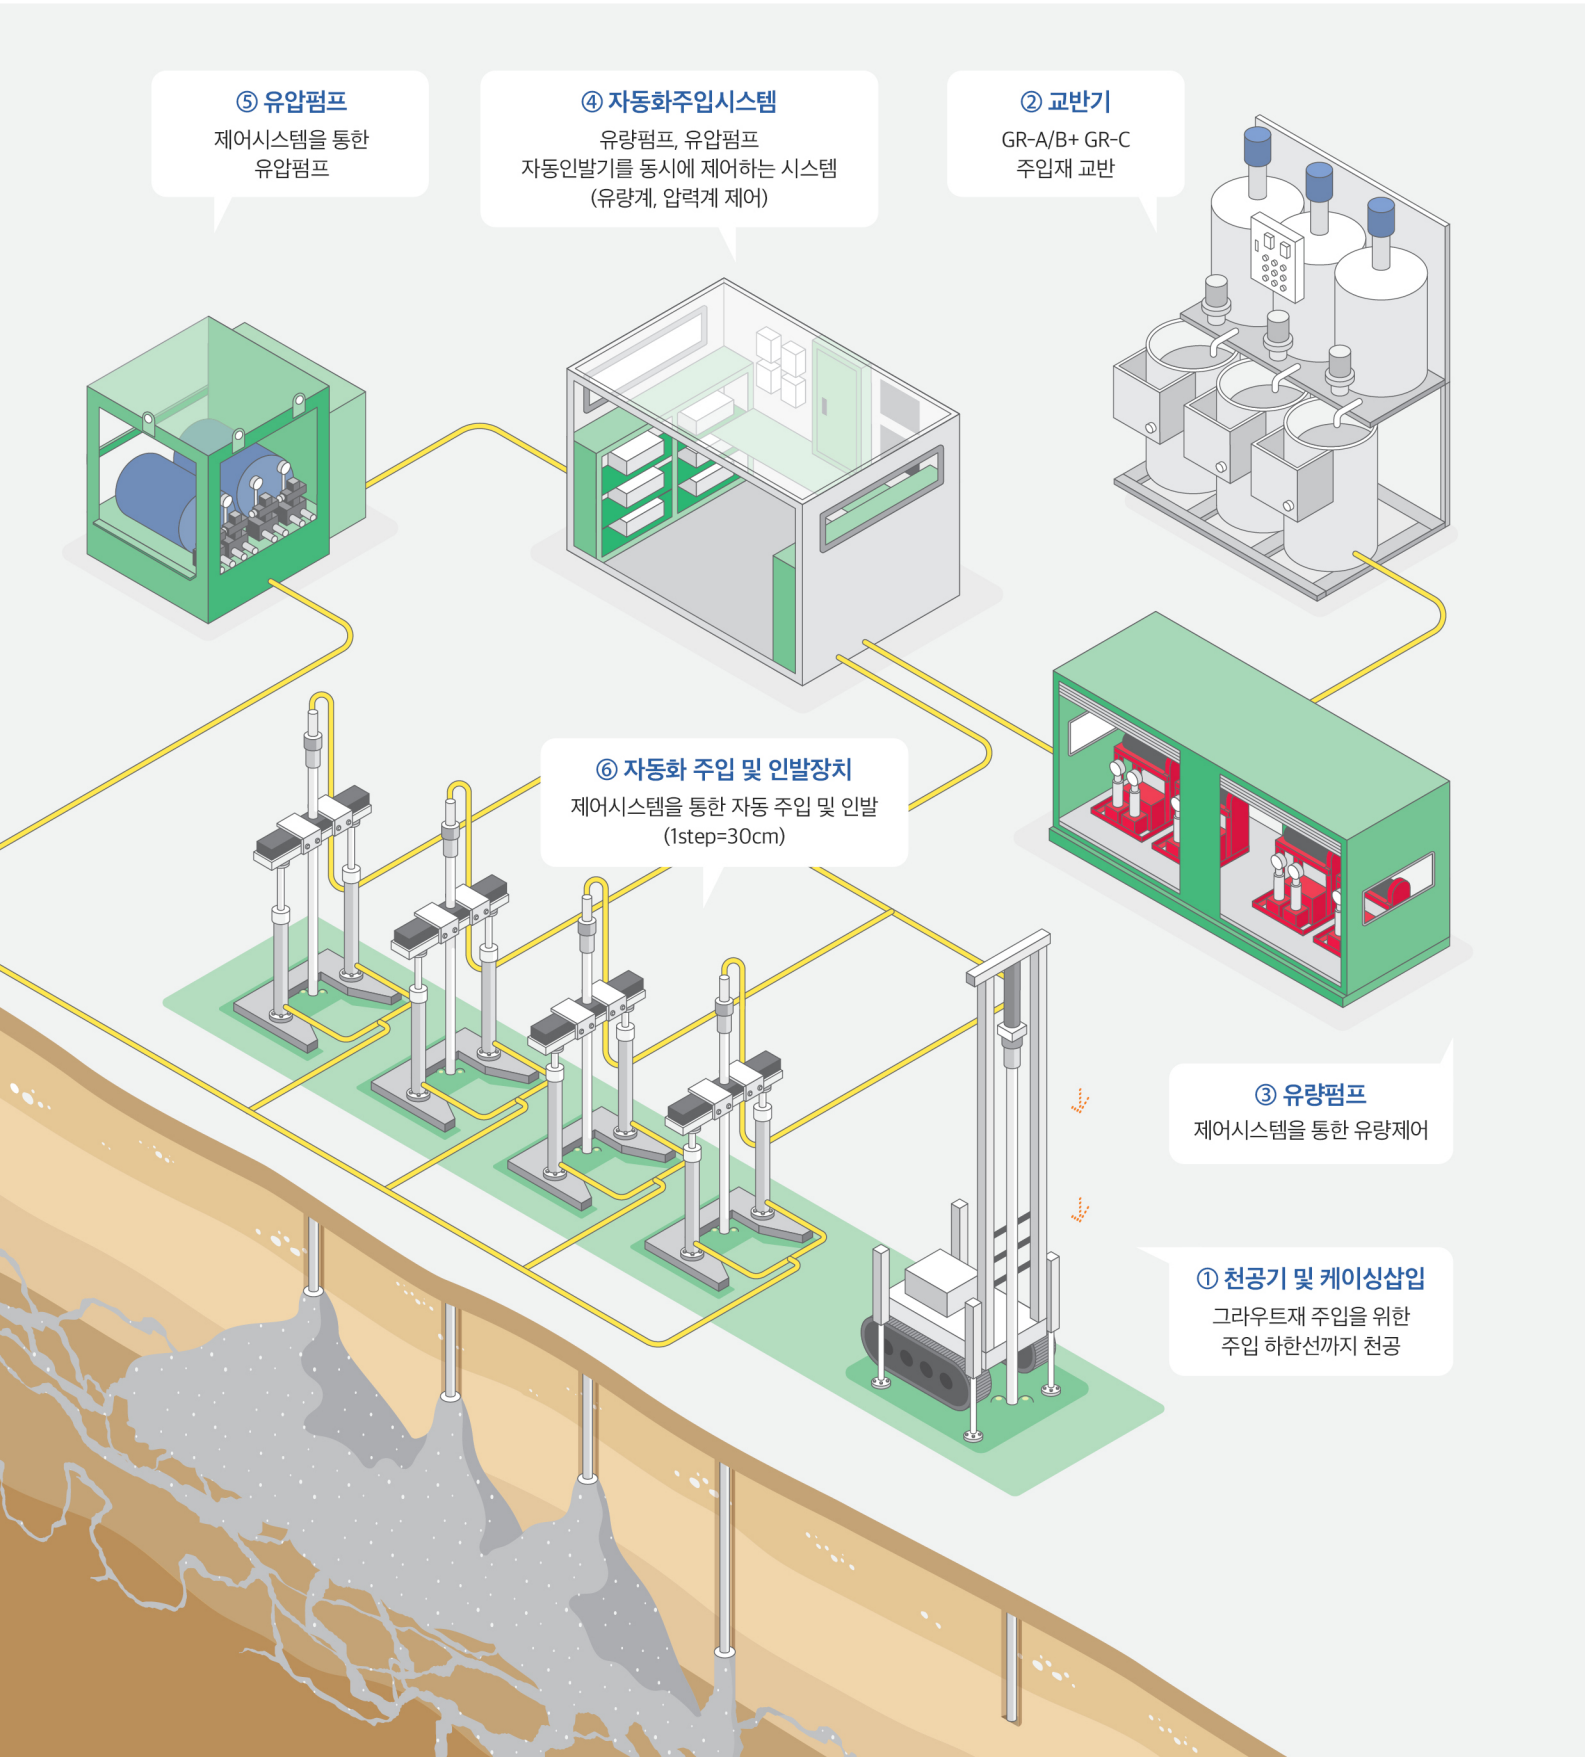 ⑤ 유압펌프
제어시스템을 통한
유압펌프
④ 자동화주입시스템
유량펌프, 유압펌프
자동인발기를 동시에 제어하는 시스템
(유량계, 압력계 제어)
② 교반기
GR-A/B+ GR-C
주입재 교반
⑥ 자동화 주입 및 인발장치
제어시스템을 통한 자동 주입 및 인발
(1step=30cm)
③ 유량펌프
제어시스템을 통한 유량제어
① 천공기 및 케이싱삽입
그라우트재 주입을 위한
주입 하한선까지 천공